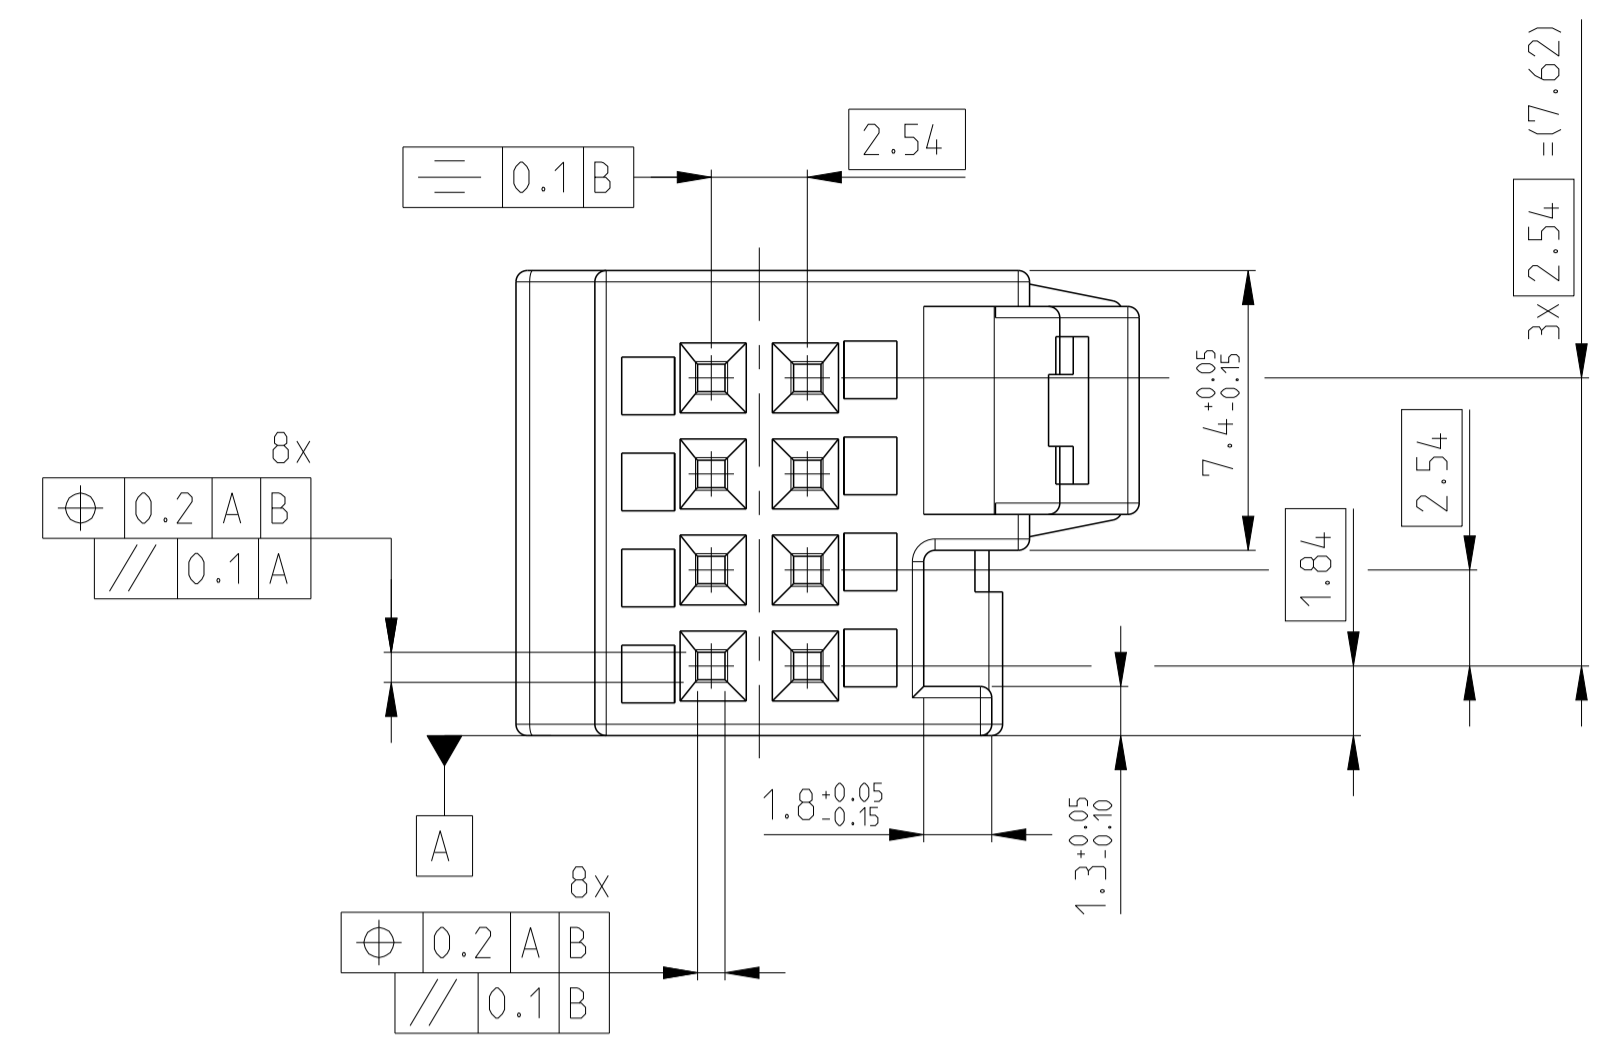 3x 2.54 =(7.62)
2.54
0.1 B
7.4 +0.05 -0.15
2.54
8x
0.2 A B
0.1 A
1.84
1.8 +0.05 -0.15
1.3 +0.05 -0.10
A
8x
0.2 A B
0.1 B